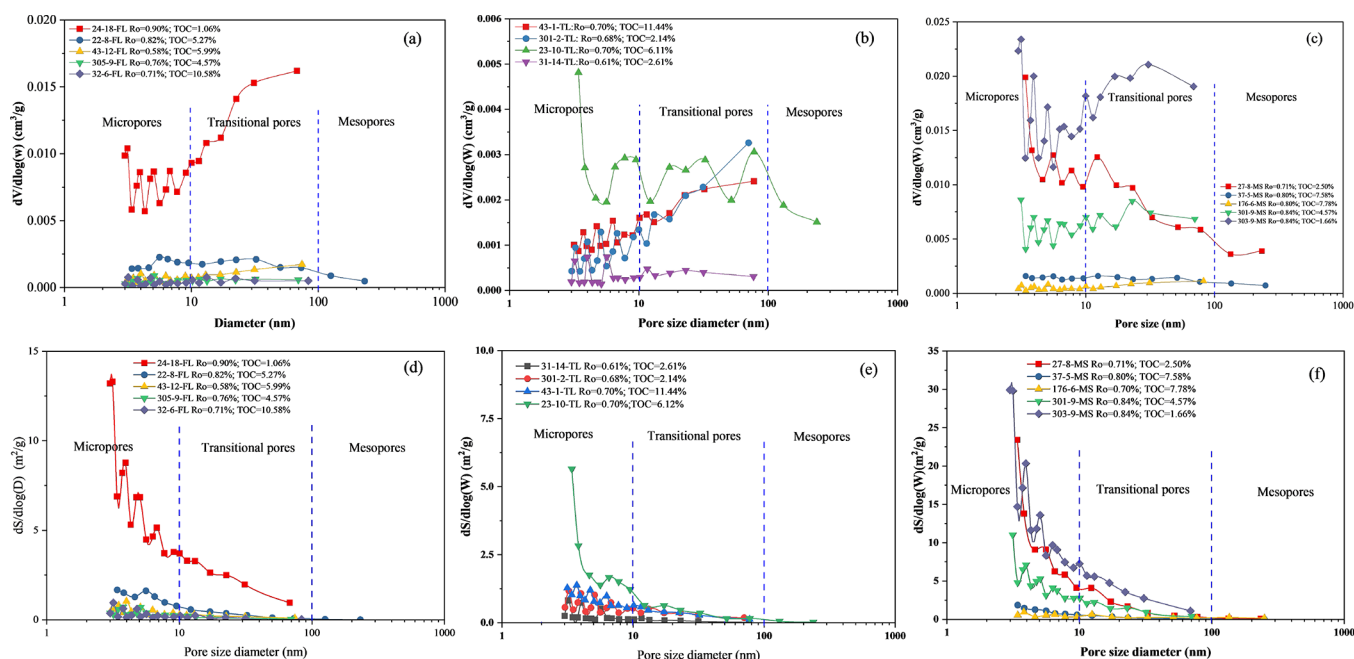 (a)
24-18-FL Ro=0.90%; TOC=1.06%
22-8-FL Ro=0.82%; TOC=5.27%
43-12-FL Ro=0.58%; TOC=5.99%
305-9-FL Ro=0.76%; TOC=4.57%
32-6-FL Ro=0.71%; TOC=10.58%
Micropores
Transitional pores
Mesopores
dV/dlog(w) (cm³/g)
0.020
0.015
0.010
0.005
0.000
1
10
100
1000
Diameter (nm)
(b)
43-1-TL:Ro=0.70%; TOC=11.44%
301-2-TL: Ro=0.68%; TOC=2.14%
23-10-TL:Ro=0.70%; TOC=6.11%
31-14-TL:Ro=0.61%; TOC=2.61%
Micropores
Transitional pores
Mesopores
dV/dlog(W) (cm³/g)
0.006
0.005
0.004
0.003
0.002
0.001
0.000
1
10
100
1000
Pore size diameter (nm)
(c)
Micropores
Transitional pores
Mesopores
27-8-MS Ro=0.71%; TOC=2.50%
37-5-MS Ro=0.80%; TOC=7.58%
176-6-MS Ro=0.80%; TOC=7.78%
301-9-MS Ro=0.84%; TOC=4.57%
303-9-MS Ro=0.84%; TOC=1.66%
dV/dlog(W) (cm³/g)
0.025
0.020
0.015
0.010
0.005
0.000
1
10
100
1000
Pore size (nm)
(d)
24-18-FL Ro=0.90%; TOC=1.06%
22-8-FL Ro=0.82%; TOC=5.27%
43-12-FL Ro=0.58%; TOC=5.99%
305-9-FL Ro=0.76%; TOC=4.57%
32-6-FL Ro=0.71%; TOC=10.58%
Micropores
Transitional pores
Mesopores
dS/dlog(D) (m²/g)
15
10
5
0
1
10
100
1000
Pore size diameter (nm)
(e)
31-14-TL Ro=0.61%; TOC=2.61%
301-2-TL Ro=0.68%; TOC=2.14%
43-1-TL Ro=0.70%; TOC=11.44%
23-10-TL Ro=0.70%;TOC=6.12%
Micropores
Transitional pores
Mesopores
dS/dlog(W) (cm²/g)
10.0
7.5
5.0
2.5
0.0
1
10
100
1000
Pore size diameter (nm)
(f)
27-8-MS Ro=0.71%; TOC=2.50%
37-5-MS Ro=0.80%; TOC=7.58%
176-6-MS Ro=0.70%; TOC=7.78%
301-9-MS Ro=0.84%; TOC=4.57%
303-9-MS Ro=0.84%; TOC=1.66%
Micropores
Transitional pores
Mesopores
dS/dlog(W)(m²/g)
35
30
25
20
15
10
5
0
1
10
100
1000
Pore size diameter (nm)